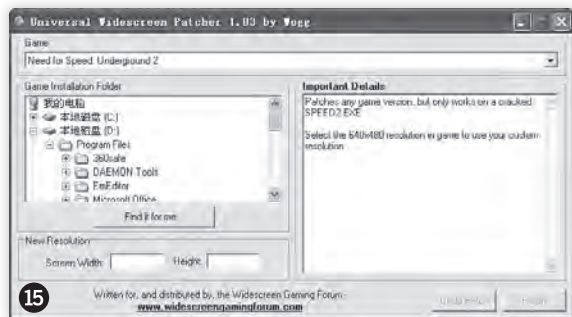 Universal Widescreen Patcher 1.03 by Vogg
Game
Need for Speed: Underground 2
Game Installation Folder
我的电脑
本地磁盘 (C:)
本地磁盘 (D:)
Program Files
360safe
DAEMON Tools
EmEditor
Microsoft Office
Find it for me
New Resolution
Screen Width:
Height:
Important Details
Patches any game version, but only works on a cracked
SPEED2.EXE
Select the 640x480 resolution in game to use your custom
resolution
15
Written for, and distributed by, the Widescreen Gaming Forum -
www.widescreengamingforum.com